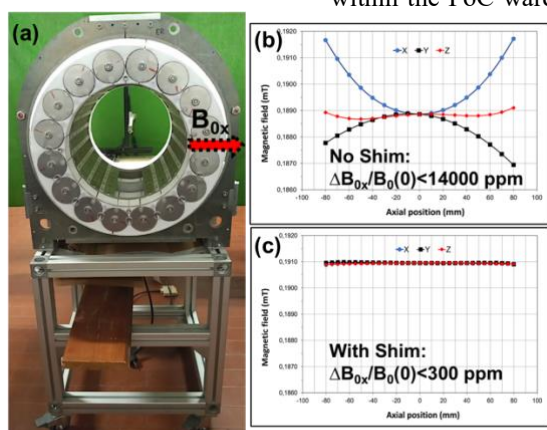 within the PoC ward
(a)
B0x
(b)
X Y Z
Magnetic field (mT)
0,1920
0,1910
0,1900
0,1890
0,1880
0,1870
0,1860
No Shim:
ΔB0x/B0(0)<14000 ppm
-100 -80 -60 -40 -20 0 20 40 60 80 100
Axial position (mm)
(c)
X Y Z
Magnetic field (mT)
0,1920
0,1910
0,1900
0,1890
0,1880
0,1870
0,1860
With Shim:
ΔB0x/B0(0)<300 ppm
-100 -80 -60 -40 -20 0 20 40 60 80 100
Axial position (mm)